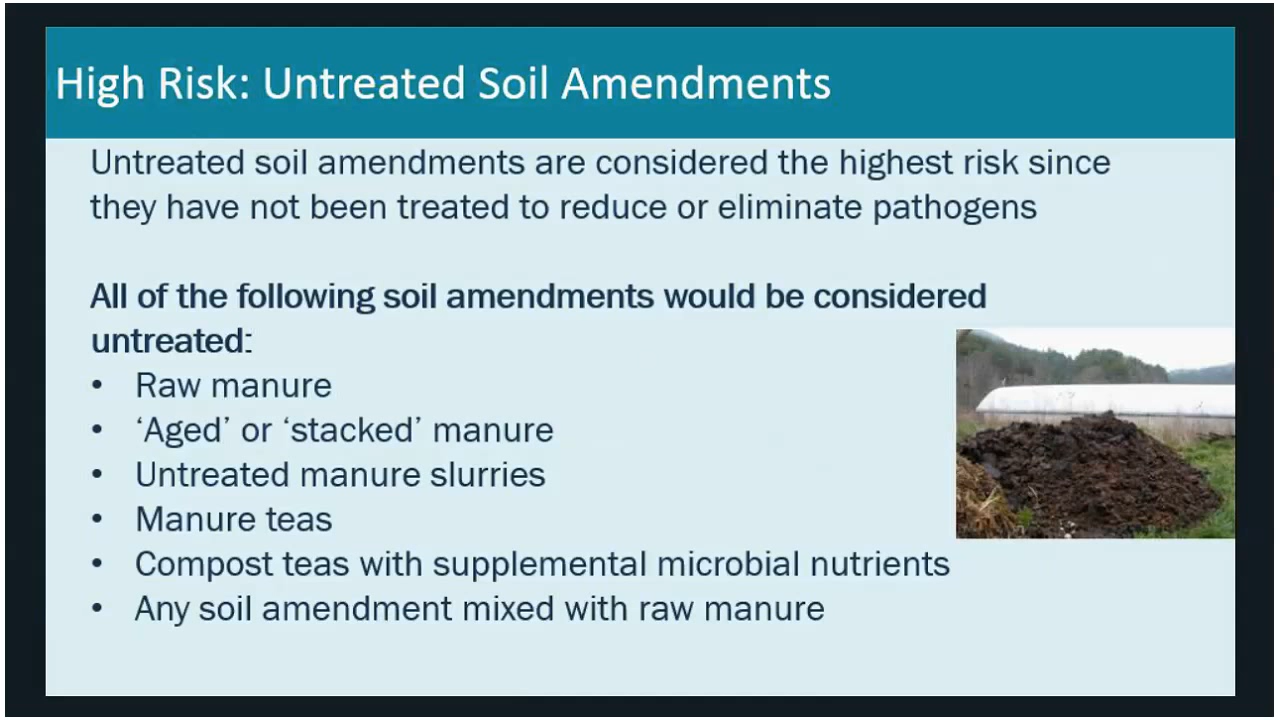 High Risk: Untreated Soil Amendments
Untreated soil amendments are considered the highest risk since
they have not been treated to reduce or eliminate pathogens
All of the following soil amendments would be considered
untreated:
• Raw manure
• ‘Aged’ or ‘stacked’ manure
• Untreated manure slurries
• Manure teas
• Compost teas with supplemental microbial nutrients
• Any soil amendment mixed with raw manure